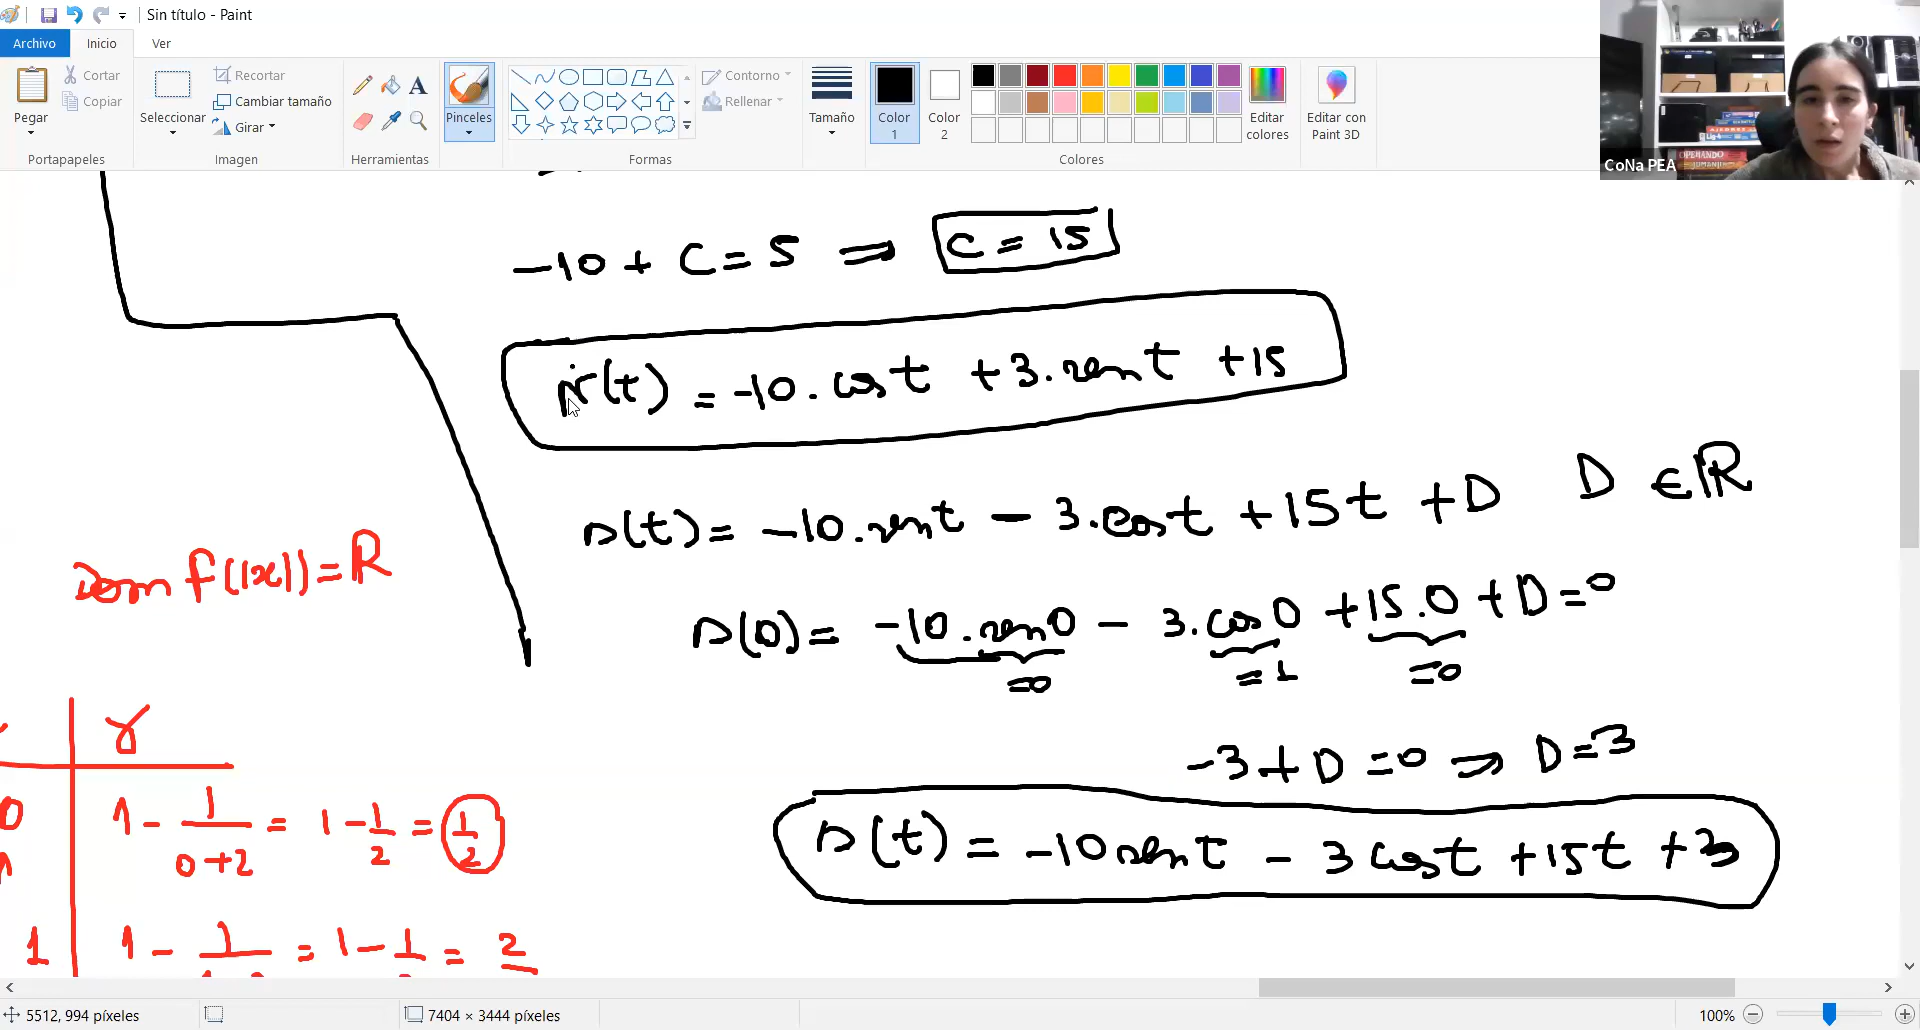 Sin título - Paint
Archivo Inicio Ver
Pegar
Cortar
Copiar
Portapapeles
Seleccionar
Recortar
Cambiar tamaño
Girar
Imagen
A
Herramientas
Pinceles
Contorno
Rellenar
Formas
Tamaño
Color 1
Color 2
Editar colores
Colores
Editar con Paint 3D
OPERANDO
CoNa PEA
-10 + C = 5 ⇒ C = 15
s'(t) = -10 . cos t + 3 . sen t + 15
s(t) = -10 . sen t - 3 . cos t + 15 t + D D ∈ ℝ
s(0) = -10 . sen 0 - 3 . cos 0 + 15 . 0 + D = 0
=0 =1 =0
-3 + D = 0 ⇒ D = 3
s(t) = -10 sen t - 3 cos t + 15 t + 3
Dom f(|x|) = ℝ
y
0 1 - 1/(0+2) = 1 - 1/2 = 1/2
1 1 - 1 = 1 - 1 = 2
5512, 994 píxeles
7404 × 3444 píxeles
100%